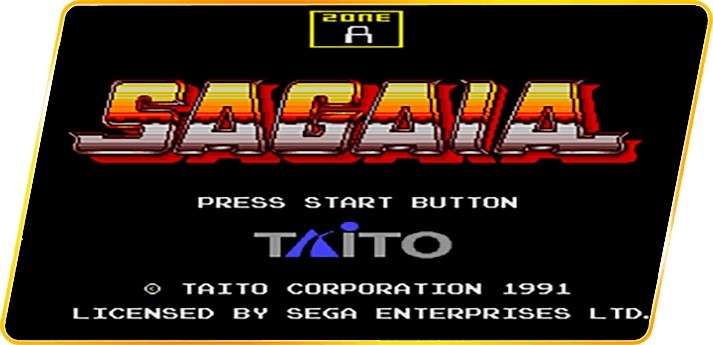 ZONE
A
SAGAIA
PRESS START BUTTON
TAITO
© TAITO CORPORATION 1991
LICENSED BY SEGA ENTERPRISES LTD.